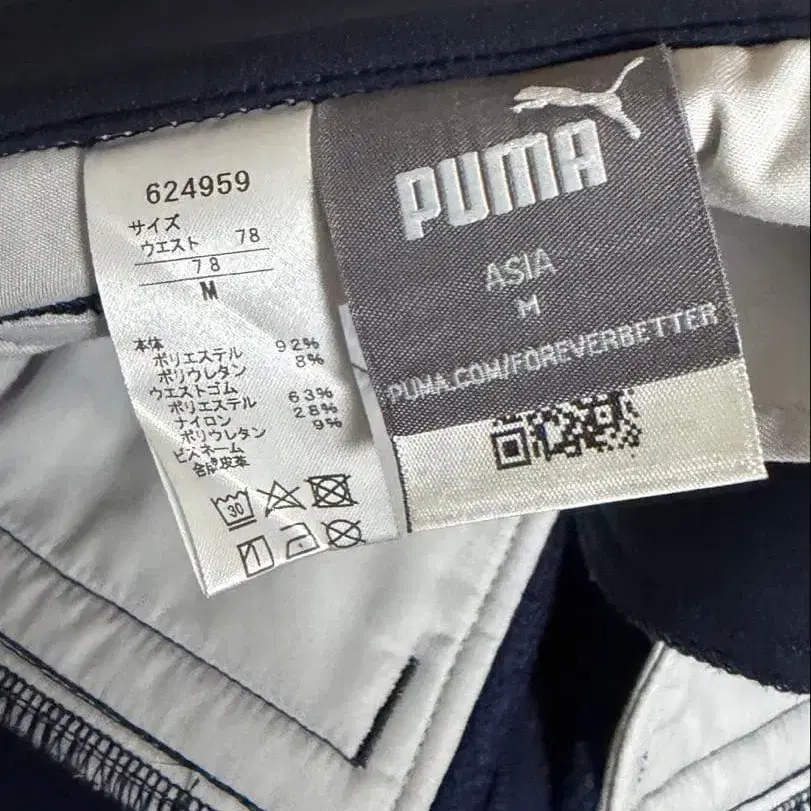 624959
サイズ
ウエスト 78
78
M
本体
ポリエステル 92%
ポリウレタン 8%
ウエストゴム
ポリエステル 63%
ナイロン 28%
ポリウレタン 9%
ピスネーム
合成皮革
30
PUMA
ASIA
M
PUMA.COM/FOREVERBETTER